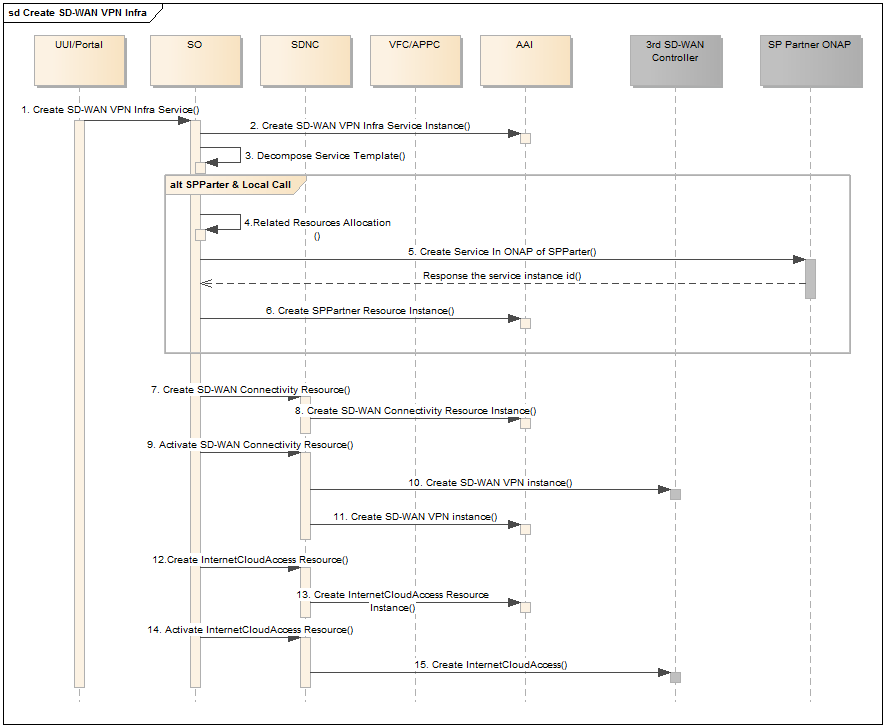 sd Create SD-WAN VPN Infra
UUI/Portal
SO
SDNC
VFC/APPC
AAI
3rd SD-WAN
Controller
SP Partner ONAP
1. Create SD-WAN VPN Infra Service()
2. Create SD-WAN VPN Infra Service Instance()
3. Decompose Service Template()
alt SPParter & Local Call
4.Related Resources Allocation
()
5. Create Service In ONAP of SPParter()
Response the service instance id()
6. Create SPPartner Resource Instance()
7. Create SD-WAN Connectivity Resource()
8. Create SD-WAN Connectivity Resource Instance()
9. Activate SD-WAN Connectivity Resource()
10. Create SD-WAN VPN instance()
11. Create SD-WAN VPN instance()
12.Create InternetCloudAccess Resource()
13. Create InternetCloudAccess Resource
Instance()
14. Activate InternetCloudAccess Resource()
15. Create InternetCloudAccess()